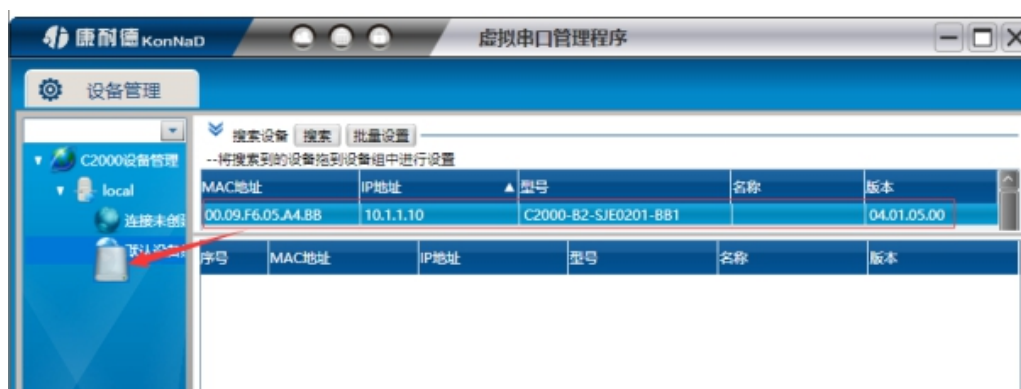 康耐德 KonNaD 虚拟串口管理程序
设备管理
搜索设备 搜索 批量设置
--将搜索到的设备拖到设备组中进行设置
C2000设备管理
local
连接未创
MAC地址 IP地址 型号 名称 版本
00.09.F6.05.A4.BB 10.1.1.10 C2000-B2-SJE0201-BB1 04.01.05.00
序号 MAC地址 IP地址 型号 名称 版本